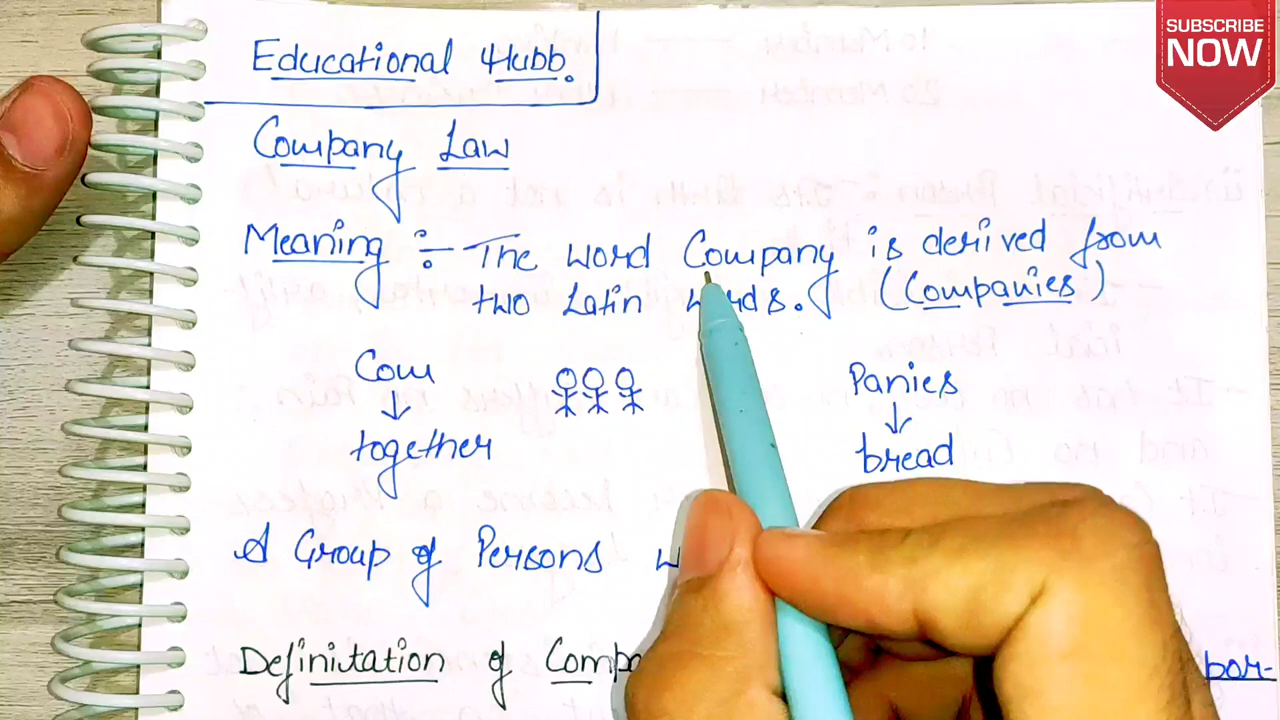 SUBSCRIBE
NOW
Educational Hubb.
Company Law
Meaning :- The word Company is derived from
two Latin words. (Companies)
Com Panies
together bread
A Group of Persons
Definitation of
por-